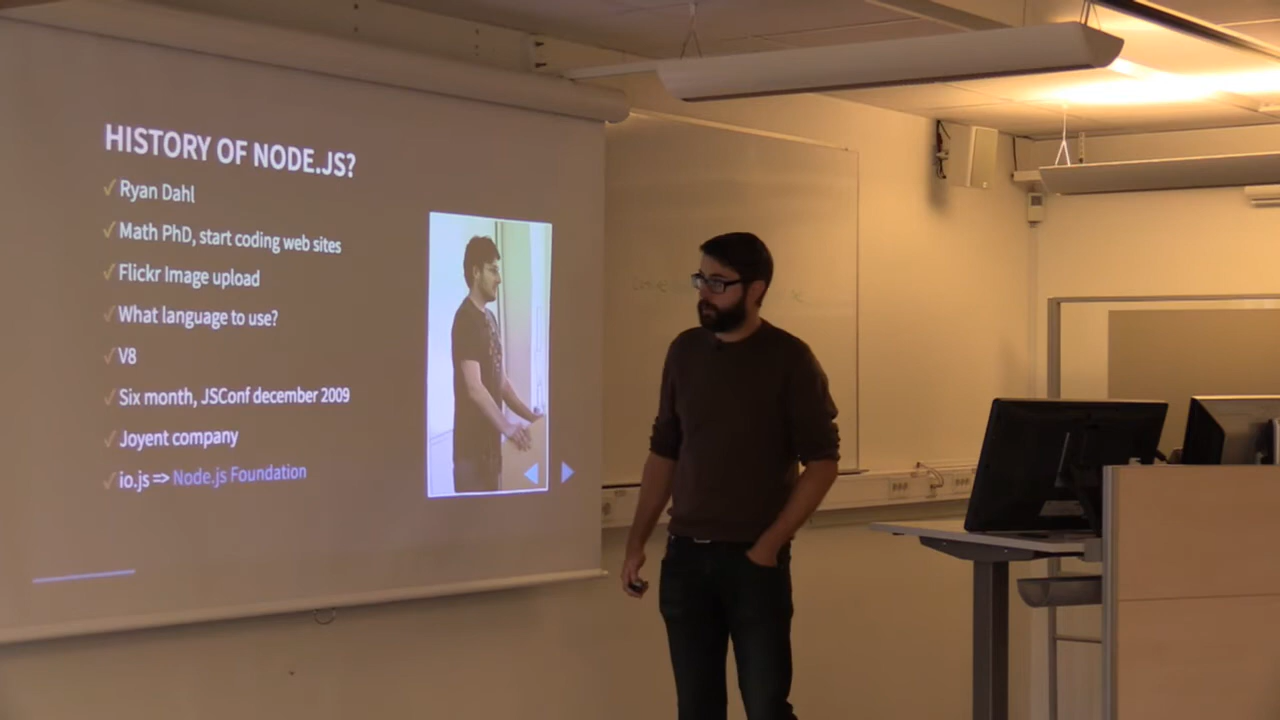 HISTORY OF NODE.JS?
✓Ryan Dahl
✓Math PhD, start coding web sites
✓Flickr Image upload
✓What language to use?
✓V8
✓Six month, JSConf december 2009
✓Joyent company
✓io.js => Node.js Foundation